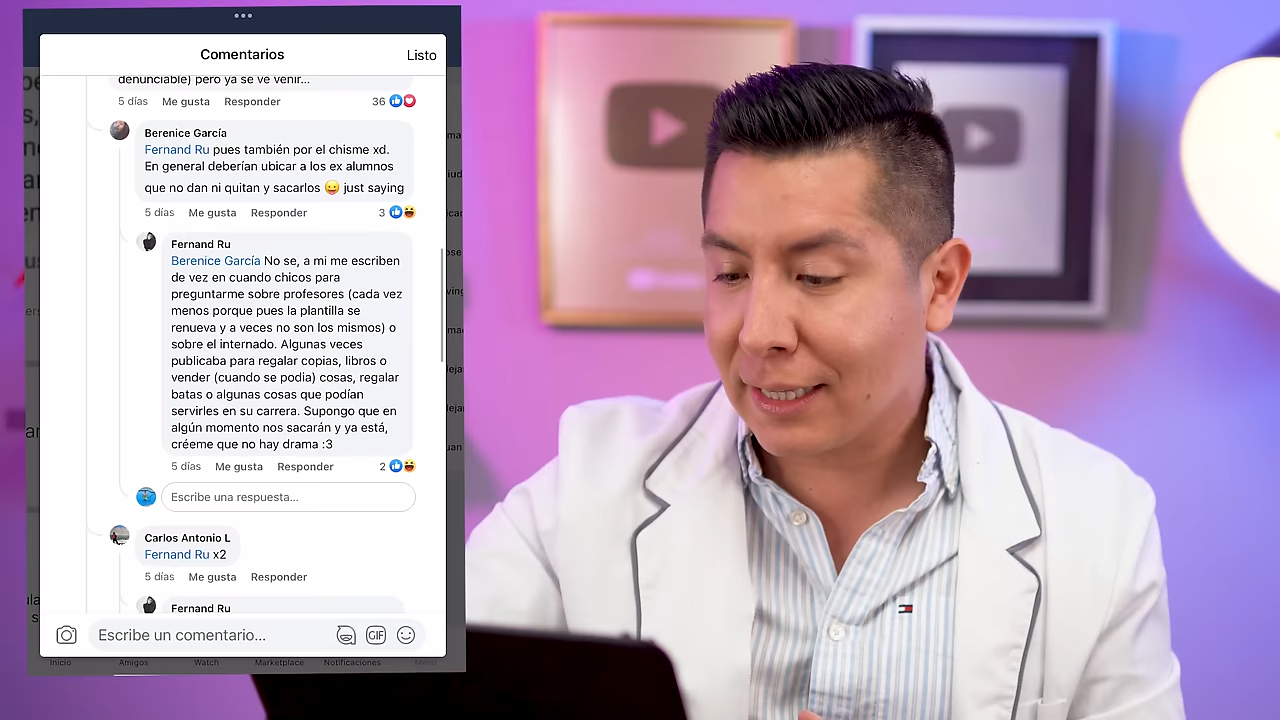 Comentarios
Listo
denunciable) pero ya se ve venir...
5 días Me gusta Responder 36
Berenice García
Fernand Ru pues también por el chisme xd.
En general deberían ubicar a los ex alumnos
que no dan ni quitan y sacarlos 😛 just saying
5 días Me gusta Responder 3
Fernand Ru
Berenice García No se, a mi me escriben
de vez en cuando chicos para
preguntarme sobre profesores (cada vez
menos porque pues la plantilla se
renueva y a veces no son los mismos) o
sobre el internado. Algunas veces
publicaba para regalar copias, libros o
vender (cuando se podia) cosas, regalar
batas o algunas cosas que podían
servirles en su carrera. Supongo que en
algún momento nos sacarán y ya está,
créeme que no hay drama :3
5 días Me gusta Responder 2
Escribe una respuesta...
Carlos Antonio L
Fernand Ru x2
5 días Me gusta Responder
Fernand Ru
Escribe un comentario...
GIF
Inicio Amigos Watch Marketplace Notificaciones Menú